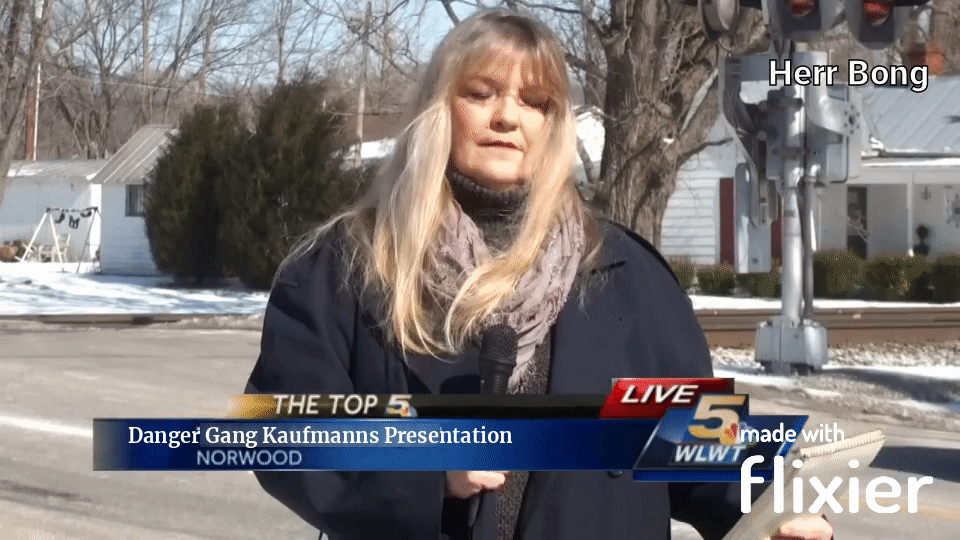 Herr Bong
THE TOP 5
LIVE
5
Danger Gang Kaufmanns Presentation
NORWOOD
WLWT
made with
flixier